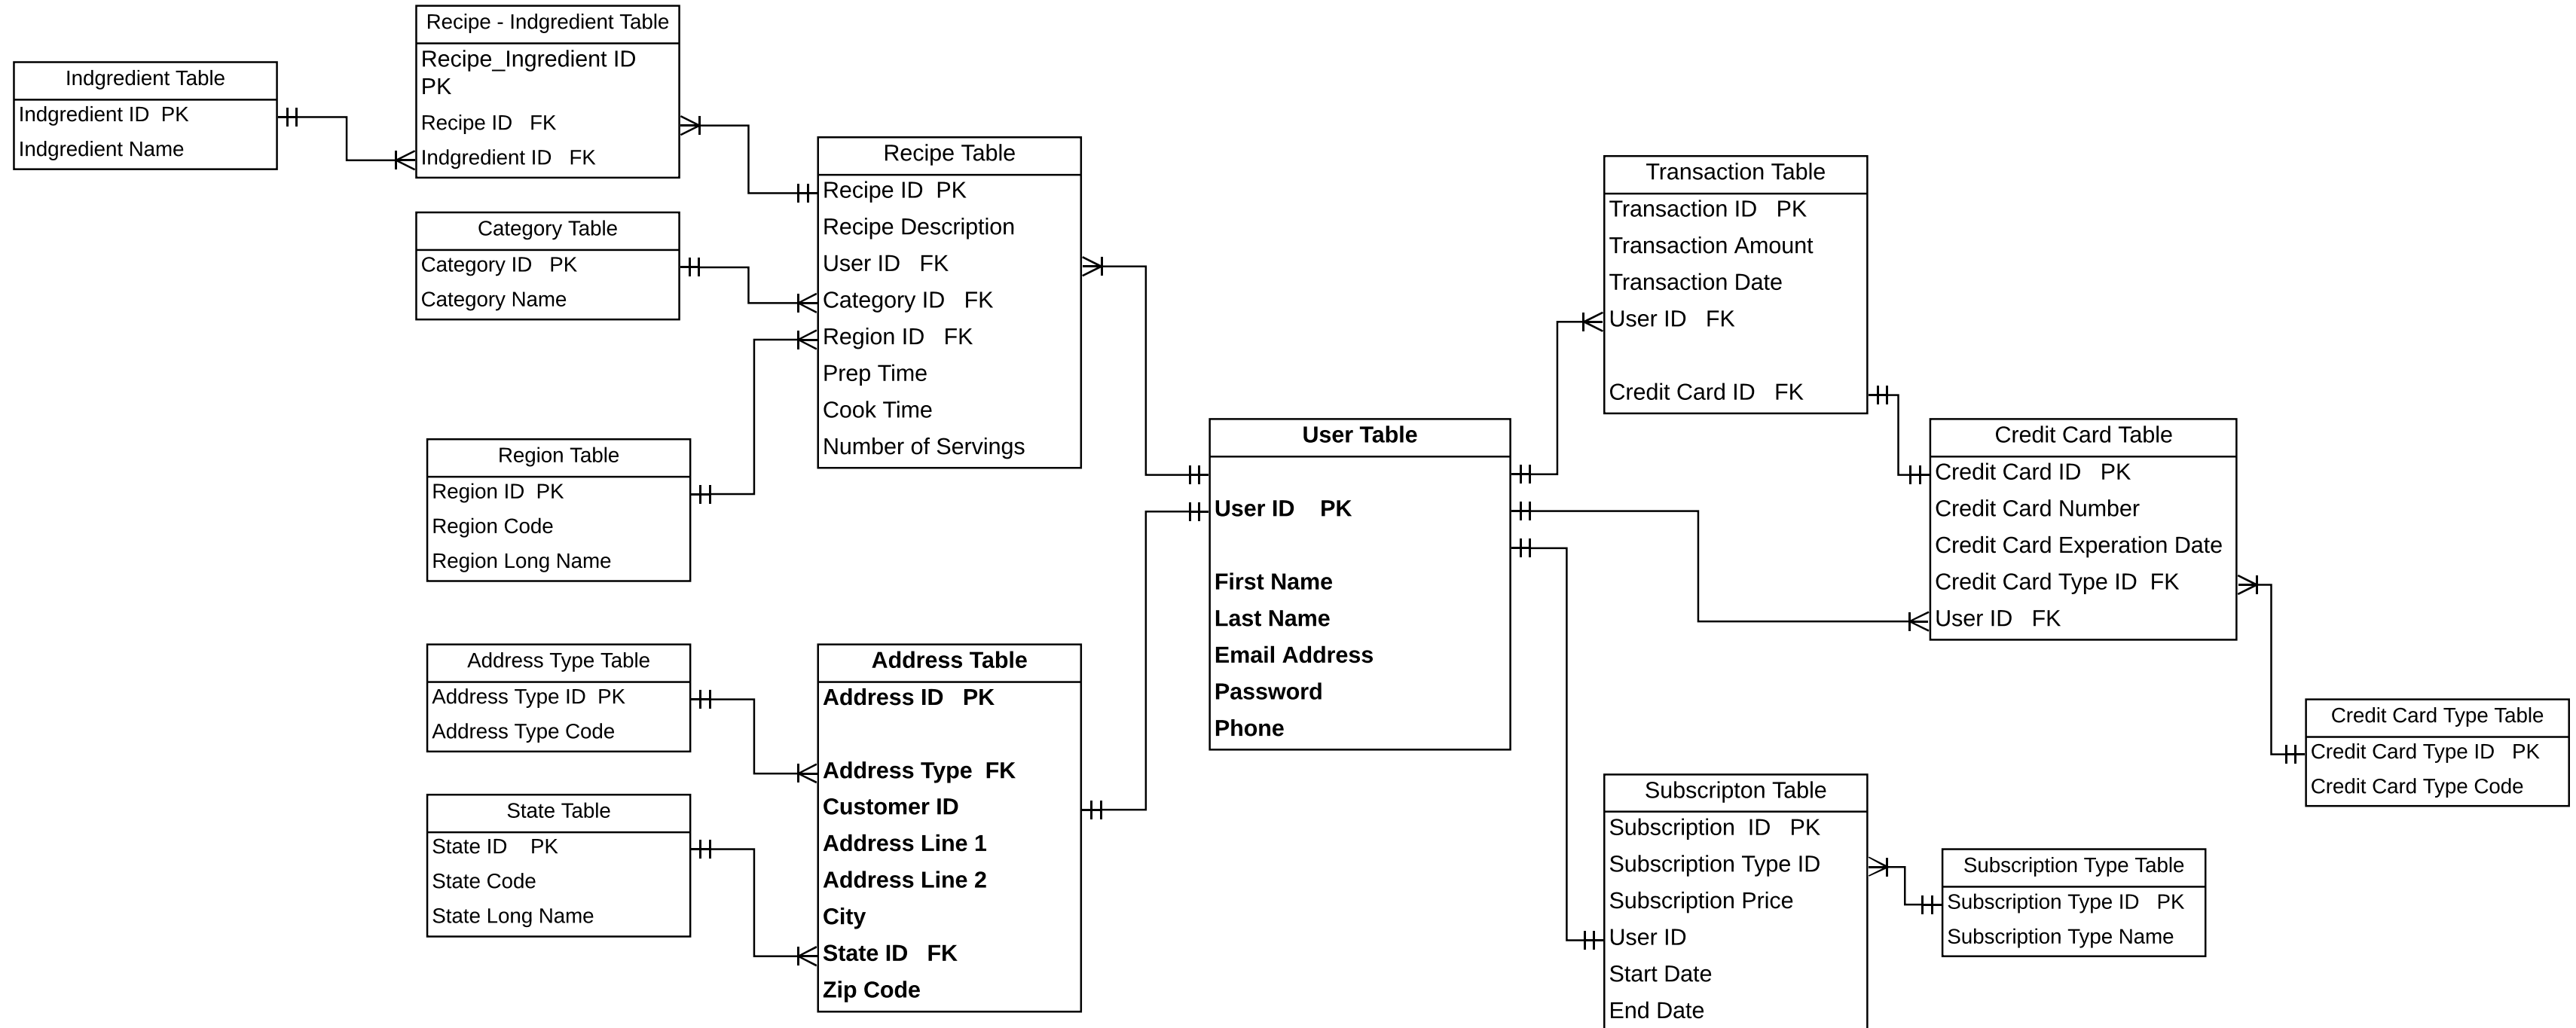 Recipe - Indgredient Table
Recipe_Ingredient ID
PK
Recipe ID FK
Indgredient ID FK
Indgredient Table
Indgredient ID PK
Indgredient Name
Category Table
Category ID PK
Category Name
Region Table
Region ID PK
Region Code
Region Long Name
Recipe Table
Recipe ID PK
Recipe Description
User ID FK
Category ID FK
Region ID FK
Prep Time
Cook Time
Number of Servings
Address Type Table
Address Type ID PK
Address Type Code
State Table
State ID PK
State Code
State Long Name
Address Table
Address ID PK
Address Type FK
Customer ID
Address Line 1
Address Line 2
City
State ID FK
Zip Code
User Table
User ID PK
First Name
Last Name
Email Address
Password
Phone
Transaction Table
Transaction ID PK
Transaction Amount
Transaction Date
User ID FK
Credit Card ID FK
Credit Card Table
Credit Card ID PK
Credit Card Number
Credit Card Experation Date
Credit Card Type ID FK
User ID FK
Credit Card Type Table
Credit Card Type ID PK
Credit Card Type Code
Subscripton Table
Subscription ID PK
Subscription Type ID
Subscription Price
User ID
Start Date
End Date
Subscription Type Table
Subscription Type ID PK
Subscription Type Name